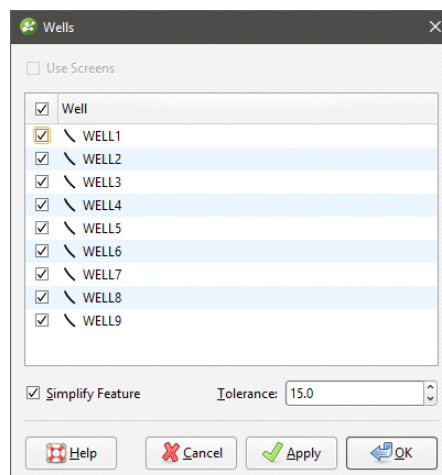 Wells
Use Screens
Well
WELL1
WELL2
WELL3
WELL4
WELL5
WELL6
WELL7
WELL8
WELL9
Simplify Feature Tolerance: 15.0
Help Cancel Apply OK